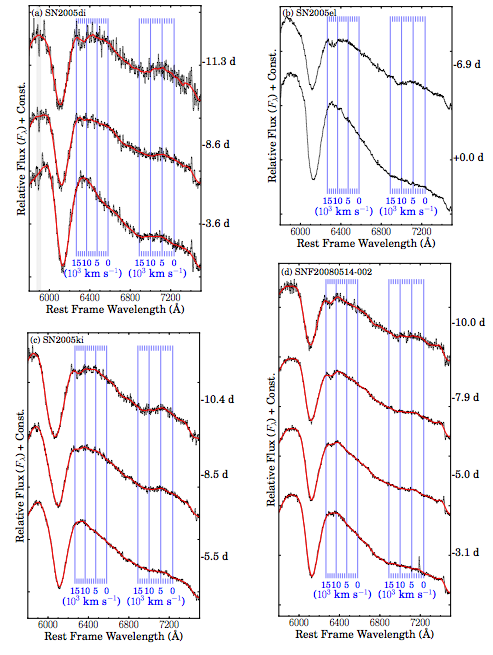 (a) SN2005di
-11.3 d
-8.6 d
-3.6 d
Relative Flux (Fλ) + Const.
15 10 5 0 15 10 5 0
(10³ km s⁻¹) (10³ km s⁻¹)
6000 6400 6800 7200
Rest Frame Wavelength (Å)
(b) SN2005el
-6.9 d
+0.0 d
Relative Flux (Fλ) + Const.
15 10 5 0 15 10 5 0
(10³ km s⁻¹) (10³ km s⁻¹)
6000 6400 6800 7200
Rest Frame Wavelength (Å)
(c) SN2005ki
-10.4 d
-8.5 d
-5.5 d
Relative Flux (Fλ) + Const.
15 10 5 0 15 10 5 0
(10³ km s⁻¹) (10³ km s⁻¹)
6000 6400 6800 7200
Rest Frame Wavelength (Å)
(d) SNF20080514-002
-10.0 d
-7.9 d
-5.0 d
-3.1 d
Relative Flux (Fλ) + Const.
15 10 5 0 15 10 5 0
(10³ km s⁻¹) (10³ km s⁻¹)
6000 6400 6800 7200
Rest Frame Wavelength (Å)